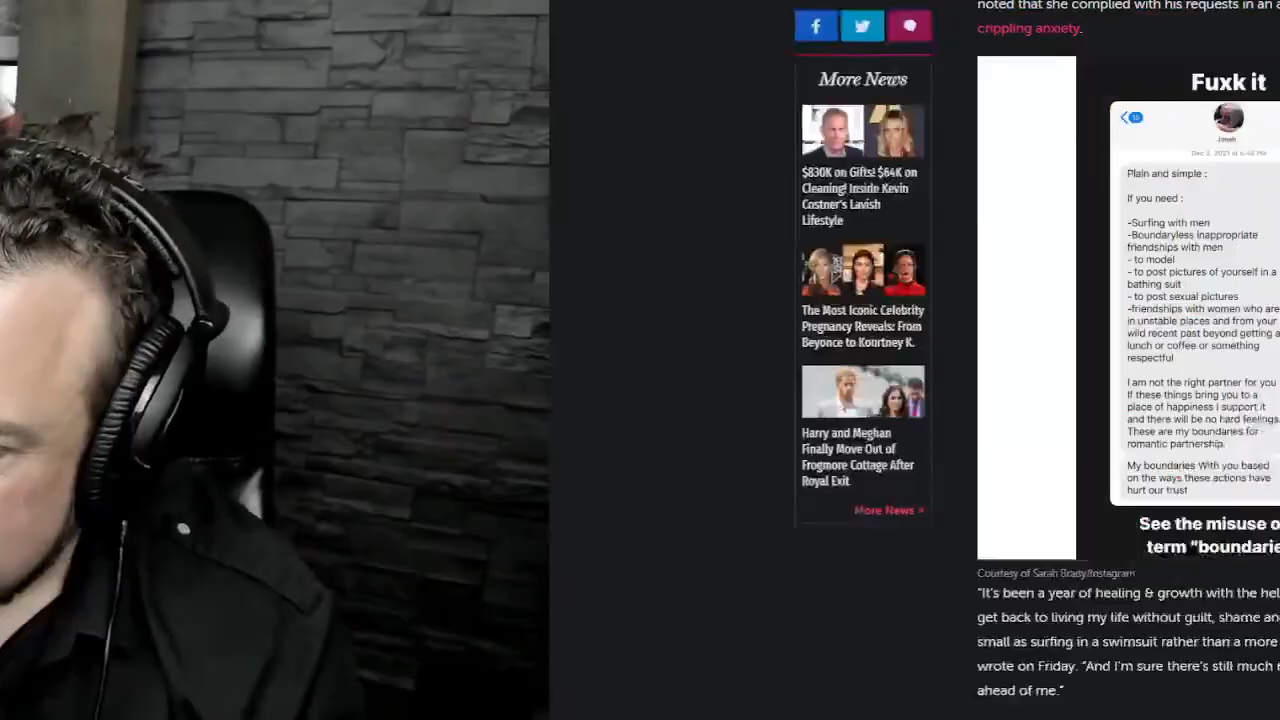 noted that she complied with his requests in an a
crippling anxiety.
More News
$830K on Gifts! $64K on
Cleaning! Inside Kevin
Costner's Lavish
Lifestyle
The Most Iconic Celebrity
Pregnancy Reveals: From
Beyonce to Kourtney K.
Harry and Meghan
Finally Move Out of
Frogmore Cottage After
Royal Exit
More News »
Fuxk it
15
Jonah
Dec 3, 2021 at 6:48 PM
Plain and simple :
If you need :
-Surfing with men
-Boundaryless inappropriate
friendships with men
- to model
- to post pictures of yourself in a
bathing suit
- to post sexual pictures
-friendships with women who are
in unstable places and from your
wild recent past beyond getting a
lunch or coffee or something
respectful
I am not the right partner for you
If these things bring you to a
place of happiness I support it
and there will be no hard feelings.
These are my boundaries for
romantic partnership.
My boundaries With you based
on the ways these actions have
hurt our trust
See the misuse o
term "boundarie
Courtesy of Sarah Brady/Instagram
"It's been a year of healing & growth with the hel
get back to living my life without guilt, shame an
small as surfing in a swimsuit rather than a more
wrote on Friday. "And I'm sure there's still much
ahead of me."